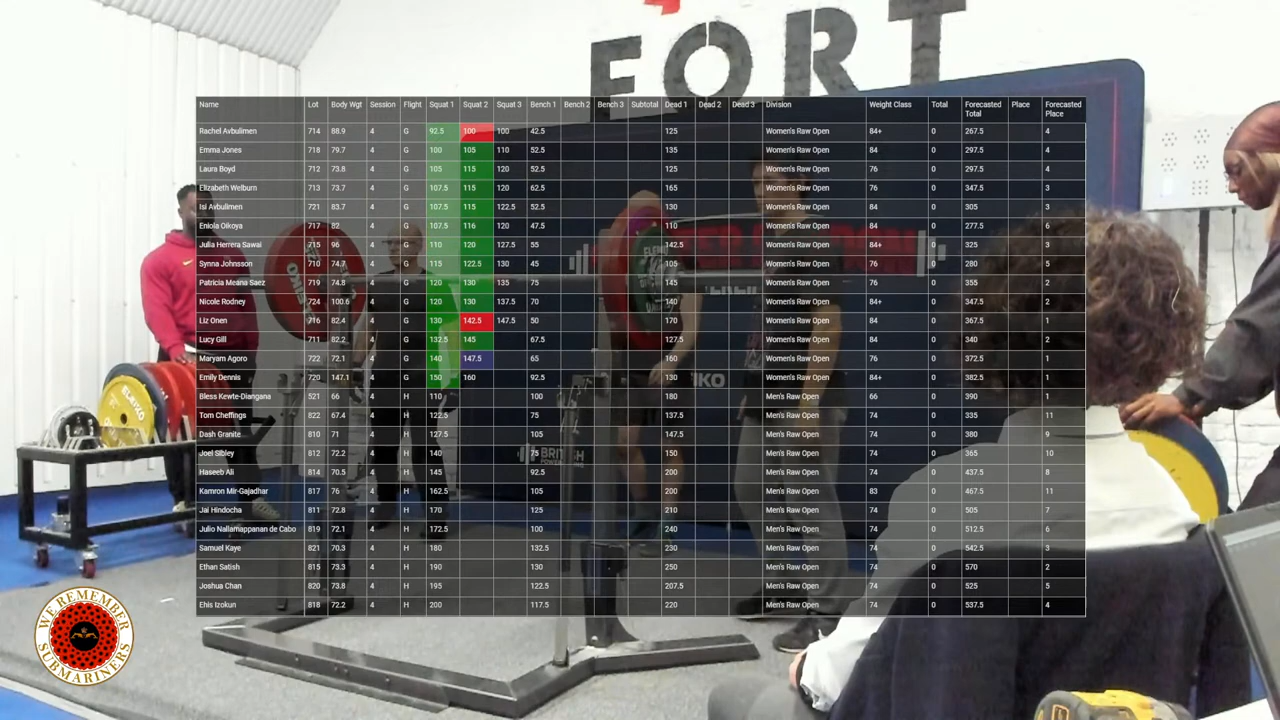 FORT
Name Lot Body Wgt Session Flight Squat 1 Squat 2 Squat 3 Bench 1 Bench 2 Bench 3 Subtotal Dead 1 Dead 2 Dead 3 Division Weight Class Total Forecasted Total Place Forecasted Place
Rachel Avbulimen 714 88.9 4 G 92.5 100 100 42.5 125 Women's Raw Open 84+ 0 267.5 4
Emma Jones 718 79.7 4 G 100 105 110 52.5 135 Women's Raw Open 84 0 297.5 4
Laura Boyd 712 73.8 4 G 105 115 120 52.5 125 Women's Raw Open 76 0 297.5 4
Elizabeth Welburn 713 73.7 4 G 107.5 115 120 62.5 165 Women's Raw Open 76 0 347.5 3
Isi Avbulimen 721 83.7 4 G 107.5 115 122.5 52.5 130 Women's Raw Open 84 0 305 3
Eniola Oikoya 717 82 4 G 107.5 116 120 47.5 110 Women's Raw Open 84 0 277.5 6
Julia Herrera Sawai 715 96 4 G 110 120 127.5 55 142.5 Women's Raw Open 84+ 0 325 3
Synna Johnsson 710 74.7 4 G 115 122.5 130 45 105 Women's Raw Open 76 0 280 5
Patricia Meana Saez 719 74.8 4 G 120 130 135 75 145 Women's Raw Open 76 0 355 2
Nicole Rodney 724 100.6 4 G 120 130 137.5 70 140 Women's Raw Open 84+ 0 347.5 2
Liz Onen 716 82.4 4 G 130 142.5 147.5 50 170 Women's Raw Open 84 0 367.5 1
Lucy Gill 711 82.2 4 G 132.5 145 67.5 127.5 Women's Raw Open 84 0 340 2
Maryam Agoro 722 72.1 4 G 140 147.5 65 160 Women's Raw Open 76 0 372.5 1
Emily Dennis 720 147.1 4 G 150 160 92.5 130 Women's Raw Open 84+ 0 382.5 1
Bless Kewte-Diangana 521 66 4 H 110 100 180 Men's Raw Open 66 0 390 1
Tom Cheffings 822 67.4 4 H 122.5 75 137.5 Men's Raw Open 74 0 335 11
Dash Granite 810 71 4 H 127.5 105 147.5 Men's Raw Open 74 0 380 9
Joel Sibley 812 72.2 4 H 140 75 150 Men's Raw Open 74 0 365 10
Haseeb Ali 814 70.5 4 H 145 92.5 200 Men's Raw Open 74 0 437.5 8
Kamron Mir-Gajadhar 817 76 4 H 162.5 105 200 Men's Raw Open 83 0 467.5 11
Jai Hindocha 811 72.8 4 H 170 125 210 Men's Raw Open 74 0 505 7
Julio Nallamappanan de Cabo 819 72.1 4 H 172.5 100 240 Men's Raw Open 74 0 512.5 6
Samuel Kaye 821 70.3 4 H 180 132.5 230 Men's Raw Open 74 0 542.5 3
Ethan Satish 815 73.3 4 H 190 130 250 Men's Raw Open 74 0 570 2
Joshua Chan 820 73.8 4 H 195 122.5 207.5 Men's Raw Open 74 0 525 5
Ehis Izokun 818 72.2 4 H 200 117.5 220 Men's Raw Open 74 0 537.5 4
WE REMEMBER
SUBMARINERS